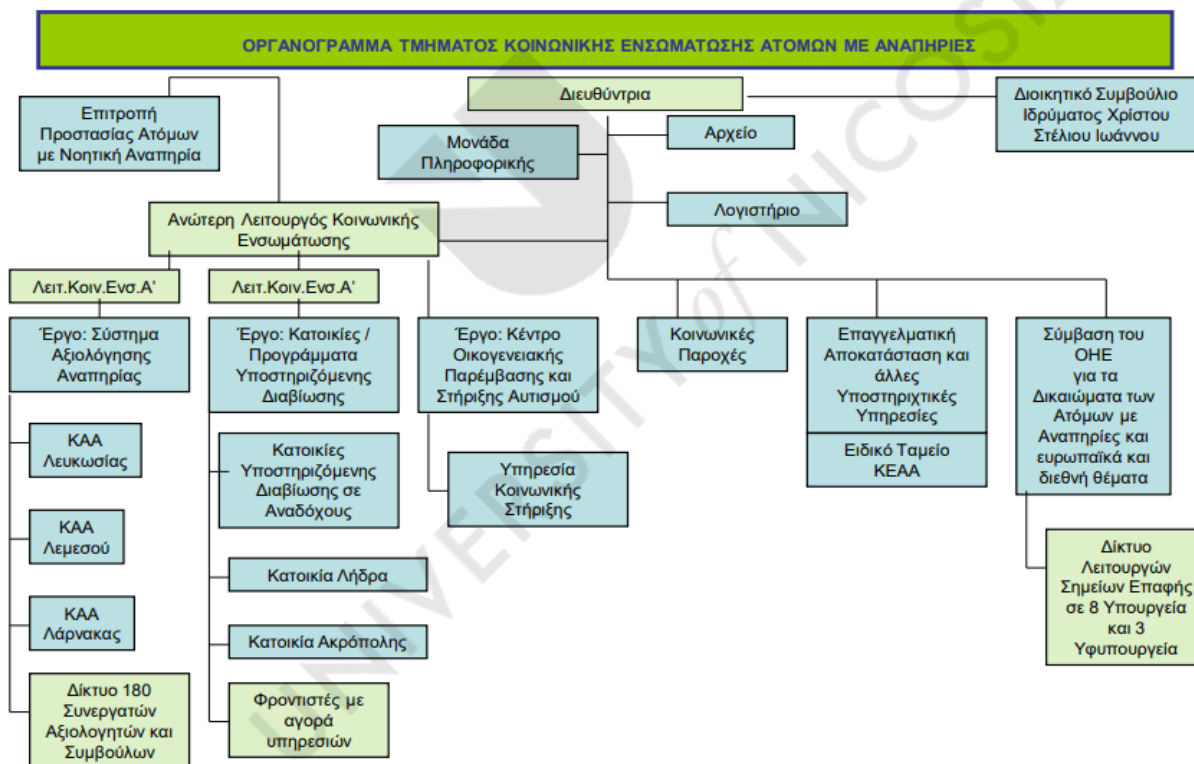 ΟΡΓΑΝΟΓΡΑΜΜΑ ΤΜΗΜΑΤΟΣ ΚΟΙΝΩΝΙΚΗΣ ΕΝΣΩΜΑΤΩΣΗΣ ΑΤΟΜΩΝ ΜΕ ΑΝΑΠΗΡΙΕΣ
Επιτροπή
Προστασίας Ατόμων
με Νοητική Αναπηρία
Διευθύντρια
Διοικητικό Συμβούλιο
Ιδρύματος Χρίστου
Στέλιου Ιωάννου
Μονάδα
Πληροφορικής
Αρχείο
Λογιστήριο
Ανώτερη Λειτουργός Κοινωνικής
Ενσωμάτωσης
Λειτ.Κοιν.Ενσ.Α'
Λειτ.Κοιν.Ενσ.Α'
Έργο: Σύστημα
Αξιολόγησης
Αναπηρίας
Έργο: Κατοικίες /
Προγράμματα
Υποστηριζόμενης
Διαβίωσης
Έργο: Κέντρο
Οικογενειακής
Παρέμβασης και
Στήριξης Αυτισμού
Κοινωνικές
Παροχές
Επαγγελματική
Αποκατάσταση και
άλλες
Υποστηριχτικές
Υπηρεσίες
Ειδικό Ταμείο
ΚΕΑΑ
Σύμβαση του
ΟΗΕ
για τα
Δικαιώματα των
Ατόμων με
Αναπηρίες και
ευρωπαϊκά και
διεθνή θέματα
ΚΑΑ
Λευκωσίας
ΚΑΑ
Λεμεσού
ΚΑΑ
Λάρνακας
Δίκτυο 180
Συνεργατών
Αξιολογητών και
Συμβούλων
Κατοικίες
Υποστηριζόμενης
Διαβίωσης σε
Αναδόχους
Κατοικία Λήδρα
Κατοικία Ακρόπολης
Φροντιστές με
αγορά
υπηρεσιών
Υπηρεσία
Κοινωνικής
Στήριξης
Δίκτυο
Λειτουργών
Σημείων Επαφής
σε 8 Υπουργεία
και 3
Υφυπουργεία
UNIVERSITY of NICOSIA